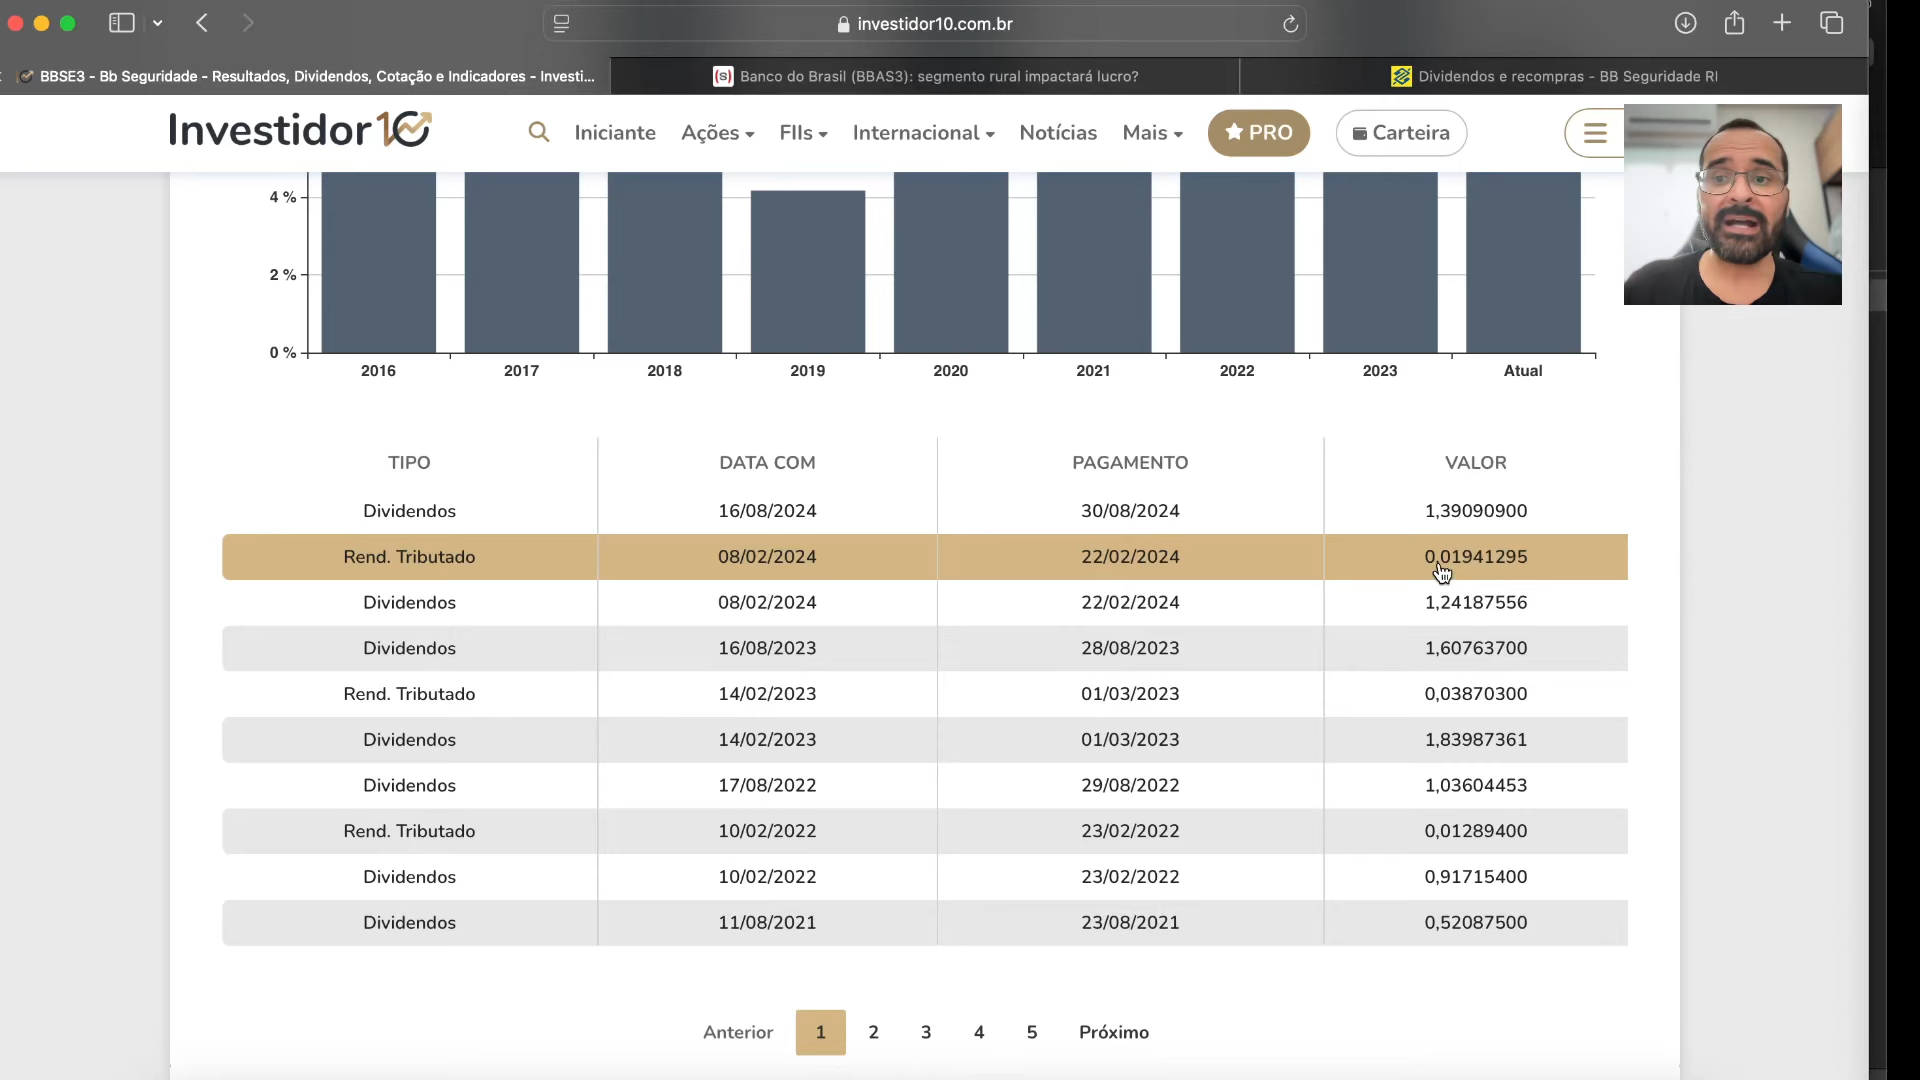 investidor10.com.br
BBSE3 - Bb Seguridade - Resultados, Dividendos, Cotação e Indicadores - Investi...
(s) Banco do Brasil (BBAS3): segmento rural impactará lucro?
Dividendos e recompras - BB Seguridade RI
Investidor 10
Iniciante Ações FIIs Internacional Notícias Mais PRO Carteira
4 %
2 %
0 %
2016 2017 2018 2019 2020 2021 2022 2023 Atual
TIPO DATA COM PAGAMENTO VALOR
Dividendos 16/08/2024 30/08/2024 1,39090900
Rend. Tributado 08/02/2024 22/02/2024 0,01941295
Dividendos 08/02/2024 22/02/2024 1,24187556
Dividendos 16/08/2023 28/08/2023 1,60763700
Rend. Tributado 14/02/2023 01/03/2023 0,03870300
Dividendos 14/02/2023 01/03/2023 1,83987361
Dividendos 17/08/2022 29/08/2022 1,03604453
Rend. Tributado 10/02/2022 23/02/2022 0,01289400
Dividendos 10/02/2022 23/02/2022 0,91715400
Dividendos 11/08/2021 23/08/2021 0,52087500
Anterior 1 2 3 4 5 Próximo